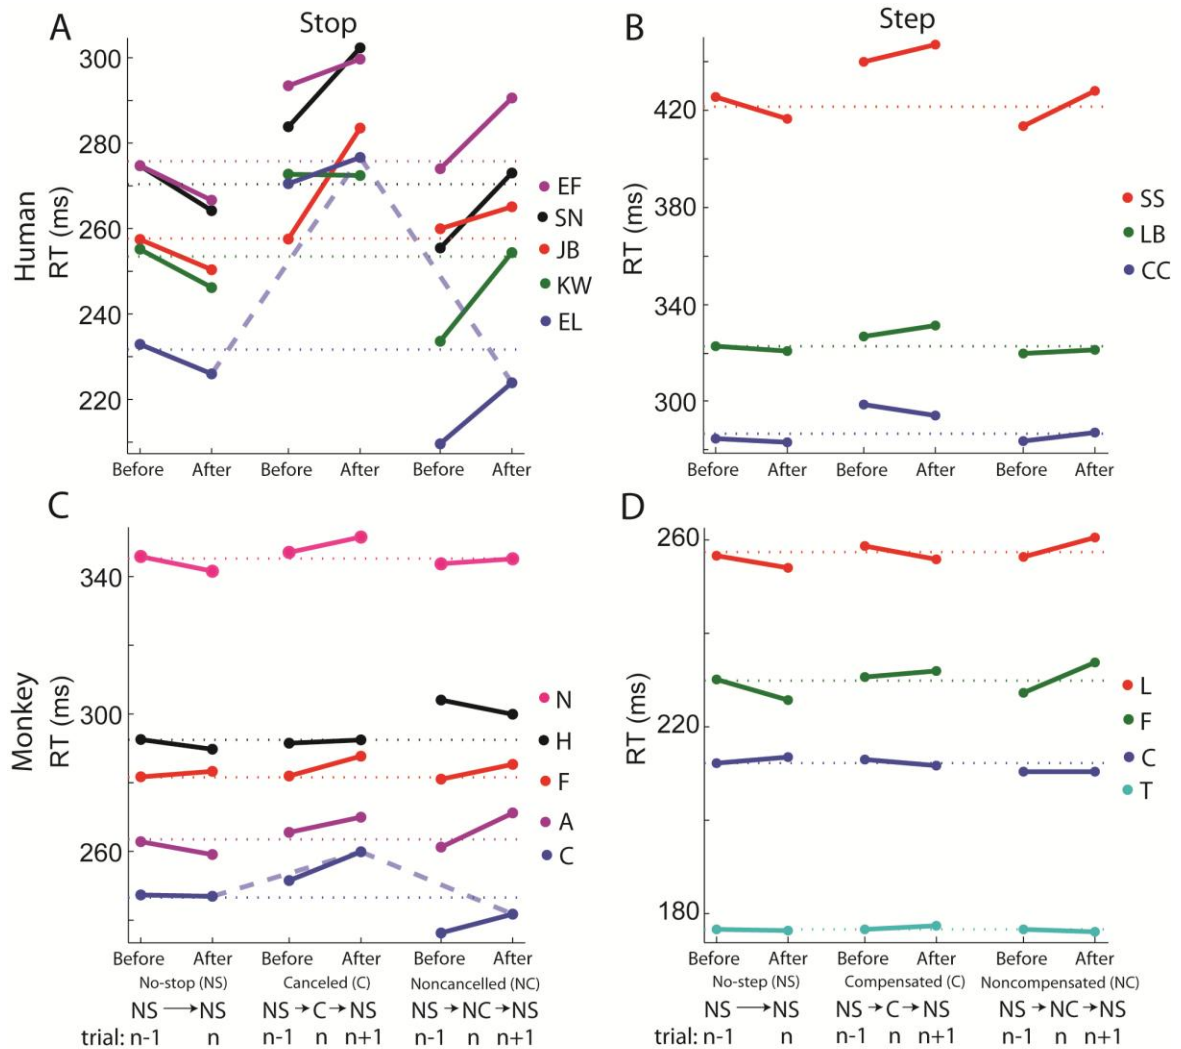 A
Stop
B
Step
Human
RT (ms)
300
280
260
240
220
EF
SN
JB
KW
EL
Before After Before After Before After
RT (ms)
420
380
340
300
SS
LB
CC
Before After Before After Before After
C
D
Monkey
RT (ms)
340
300
260
N
H
F
A
C
Before After Before After Before After
No-stop (NS) Canceled (C) Noncancelled (NC)
NS → NS NS → C → NS NS → NC → NS
trial: n-1 n n-1 n n+1 n-1 n n+1
RT (ms)
260
220
180
L
F
C
T
Before After Before After Before After
No-step (NS) Compensated (C) Noncompensated (NC)
NS → NS NS → C → NS NS → NC → NS
n-1 n n-1 n n+1 n-1 n n+1